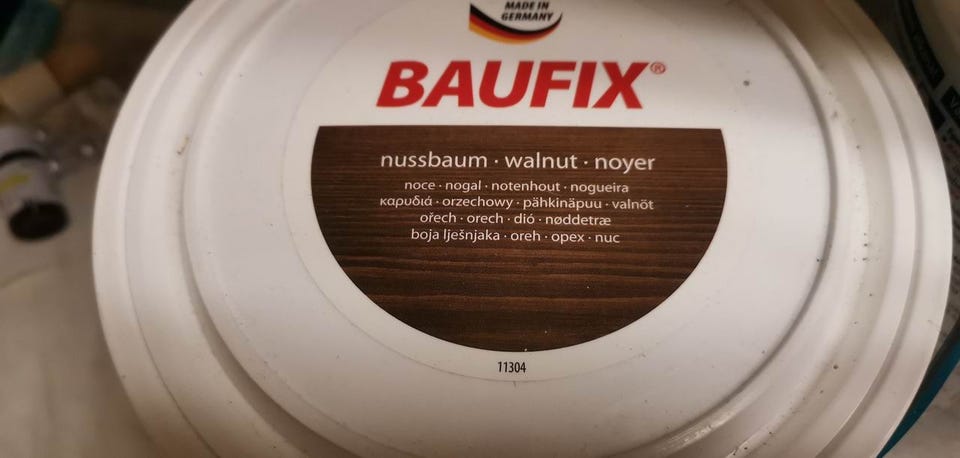 MADE IN
GERMANY
BAUFIX®
nussbaum · walnut · noyer
noce · nogal · notenhout · nogueira
καρυδιά · orzechowy · pähkinäpuu · valnöt
ořech · orech · dió · nøddetræ
boja lješnjaka · oreh · opex · nuc
11304